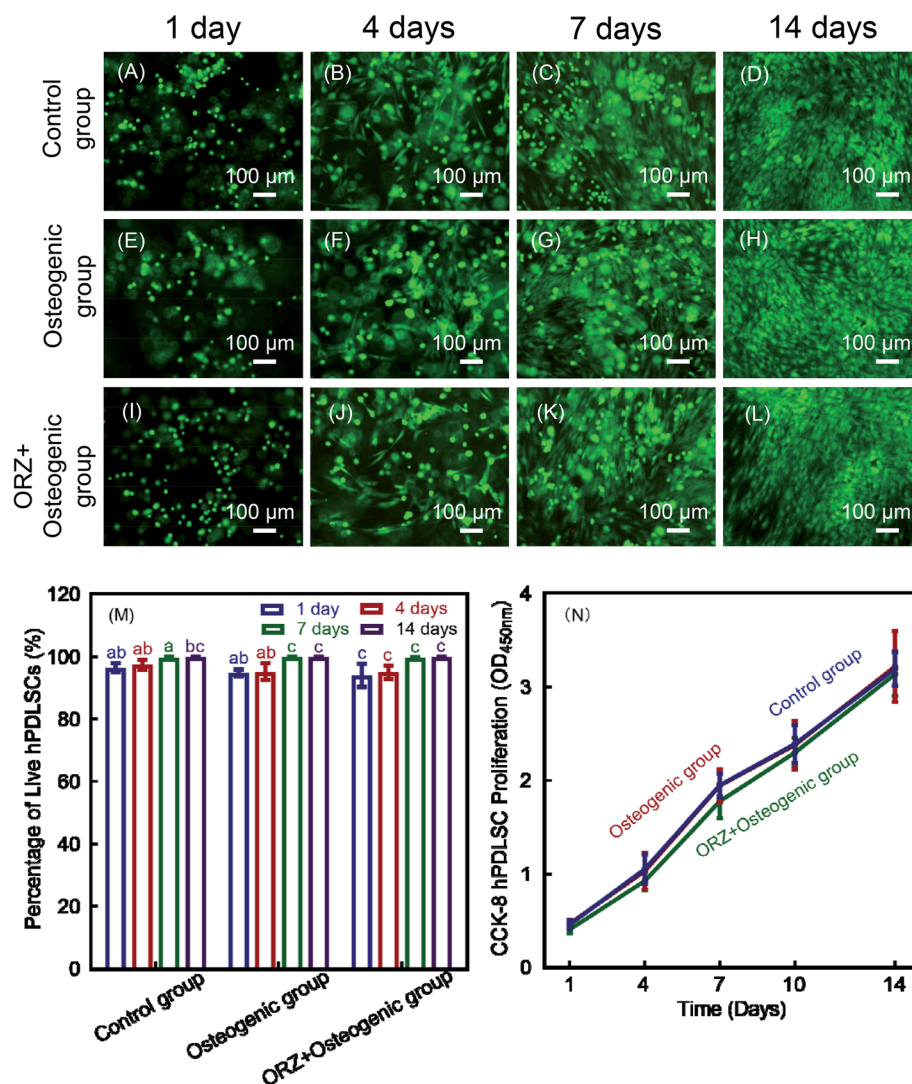 1 day 4 days 7 days 14 days
Control
group
(A) (B) (C) (D)
100 μm 100 μm 100 μm 100 μm
Osteogenic
group
(E) (F) (G) (H)
100 μm 100 μm 100 μm 100 μm
ORZ+
Osteogenic
group
(I) (J) (K) (L)
100 μm 100 μm 100 μm 100 μm
(M)
Percentage of Live hPDLSCs (%)
120
100
80
60
40
20
0
1 day 4 days
7 days 14 days
ab ab a bc ab ab c c c c c c
Control group
Osteogenic group
ORZ+Osteogenic group
(N)
CCK-8 hPDLSC Proliferation (OD450nm)
4
3
2
1
0
Control group
Osteogenic group
ORZ+Osteogenic group
1 4 7 10 14
Time (Days)